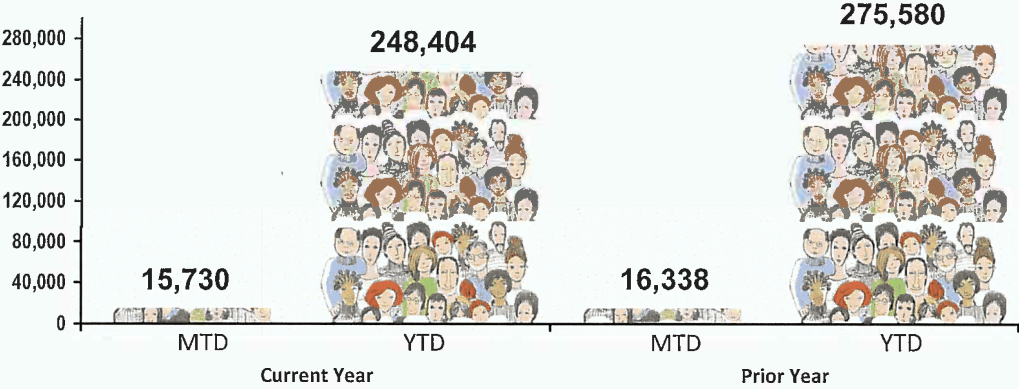 280,000
240,000
200,000
160,000
120,000
80,000
40,000
0
15,730
248,404
16,338
275,580
MTD
YTD
MTD
YTD
Current Year
Prior Year